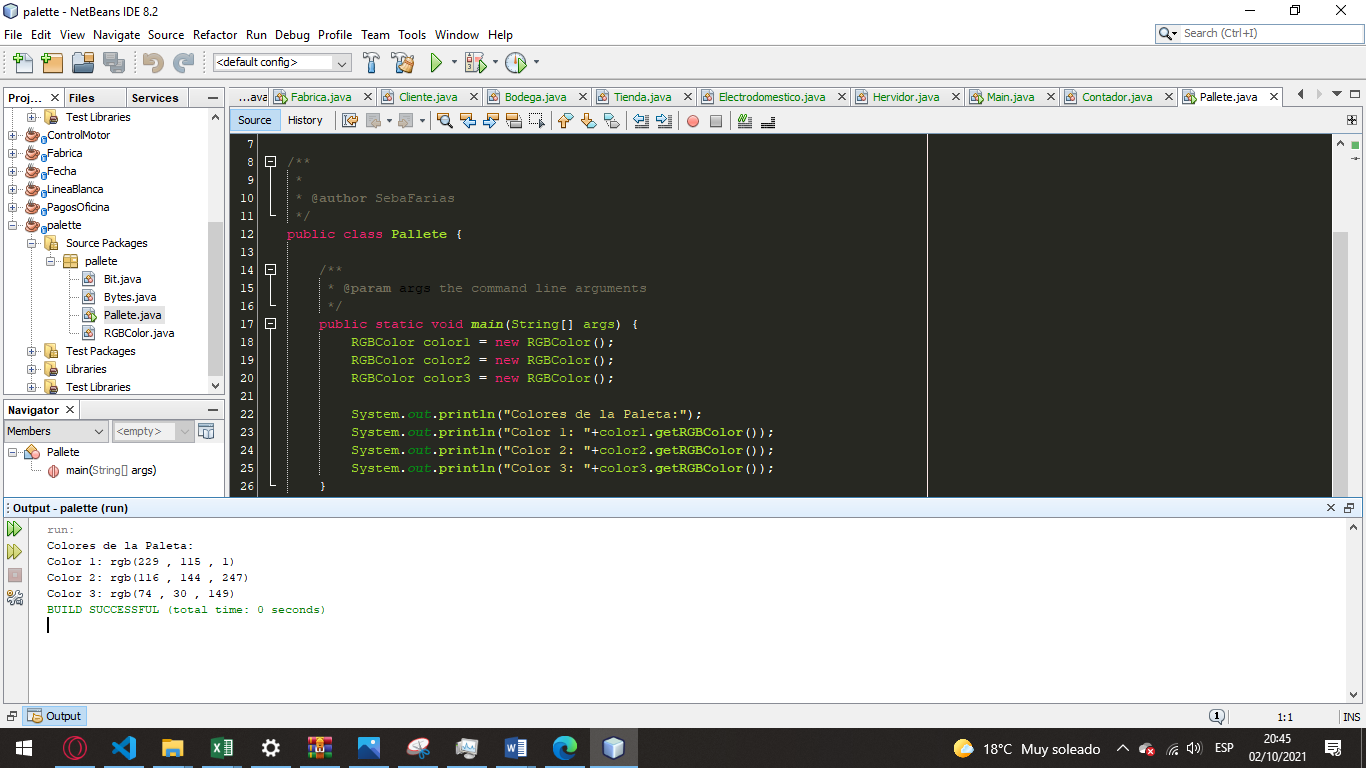 palette - NetBeans IDE 8.2
File Edit View Navigate Source Refactor Run Debug Profile Team Tools Window Help
Search (Ctrl+I)
<default config>
Proj... Files Services
...ava Fabrica.java Cliente.java Bodega.java Tienda.java Electrodomestico.java Hervidor.java Main.java Contador.java Pallete.java
Source History
Test Libraries
ControlMotor
Fabrica
Fecha
LineaBlanca
PagosOficina
palette
Source Packages
pallete
Bit.java
Bytes.java
Pallete.java
RGBColor.java
Test Packages
Libraries
Test Libraries
Navigator
Members <empty>
Pallete
main(String[] args)
7
8 /**
9 *
10 * @author SebaFarias
11 */
12 public class Pallete {
13
14 /**
15 * @param args the command line arguments
16 */
17 public static void main(String[] args) {
18 RGBColor color1 = new RGBColor();
19 RGBColor color2 = new RGBColor();
20 RGBColor color3 = new RGBColor();
21
22 System.out.println("Colores de la Paleta:");
23 System.out.println("Color 1: "+color1.getRGBColor());
24 System.out.println("Color 2: "+color2.getRGBColor());
25 System.out.println("Color 3: "+color3.getRGBColor());
26 }
Output - palette (run)
run:
Colores de la Paleta:
Color 1: rgb(229 , 115 , 1)
Color 2: rgb(116 , 144 , 247)
Color 3: rgb(74 , 30 , 149)
BUILD SUCCESSFUL (total time: 0 seconds)
Output
1
1:1 INS
18°C Muy soleado
ESP
20:45
02/10/2021